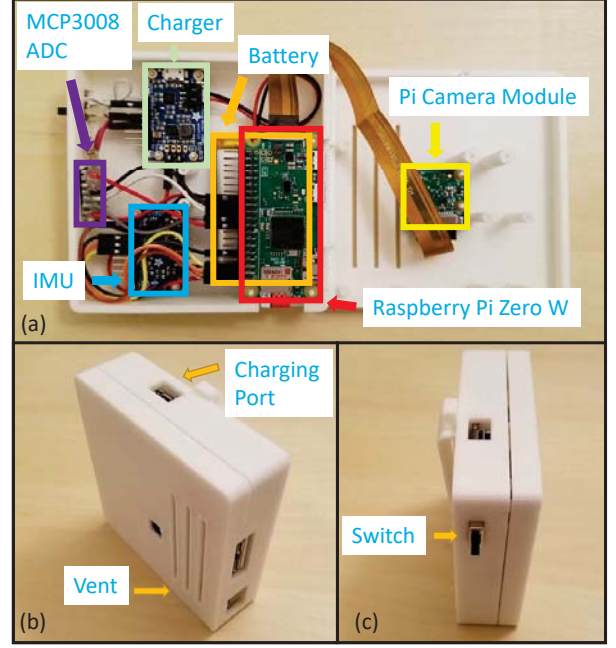 MCP3008
ADC
Charger
Battery
Pi Camera Module
IMU
Raspberry Pi Zero W
(a)
Charging
Port
Vent
(b)
Switch
(c)